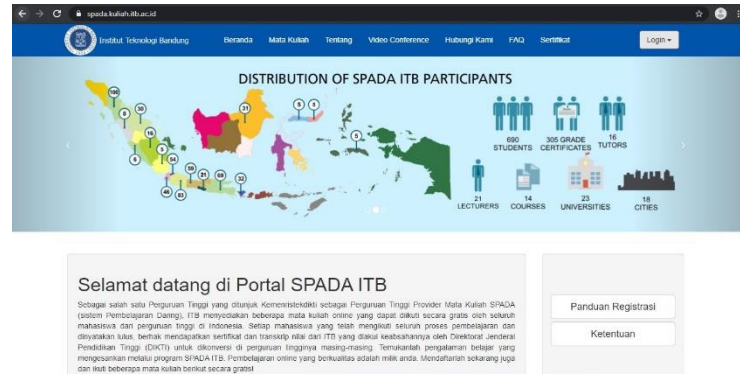 spada.kuliah.itb.ac.id
Institut Teknologi Bandung Beranda Mata Kuliah Tentang Video Conference Hubungi Kami FAQ Sertifikat Login
DISTRIBUTION OF SPADA ITB PARTICIPANTS
690 STUDENTS
305 GRADE CERTIFICATES
16 TUTORS
21 LECTURERS
14 COURSES
23 UNIVERSITIES
18 CITIES
Selamat datang di Portal SPADA ITB
Sebagai salah satu Perguruan Tinggi yang ditunjuk Kemenristekdikti sebagai Perguruan Tinggi Provider Mata Kuliah SPADA
(sistem Pembelajaran Daring), ITB menyediakan beberapa mata kuliah online yang dapat diikuti secara gratis oleh seluruh
mahasiswa dari perguruan tinggi di Indonesia. Setiap mahasiswa yang telah mengikuti seluruh proses pembelajaran dan
dinyatakan lulus, berhak mendapatkan sertifikat dan transkrip nilai dari ITB yang diakui keabsahannya oleh Direktorat Jenderal
Pendidikan Tinggi (DIKTI) untuk dikonversi di perguruan tingginya masing-masing. Temukanlah pengalaman belajar yang
mengesankan melalui program SPADA ITB. Pembelajaran online yang berkualitas adalah milik anda. Mendaftarlah sekarang juga
dan ikuti beberapa mata kuliah berikut secara gratis!
Panduan Registrasi
Ketentuan